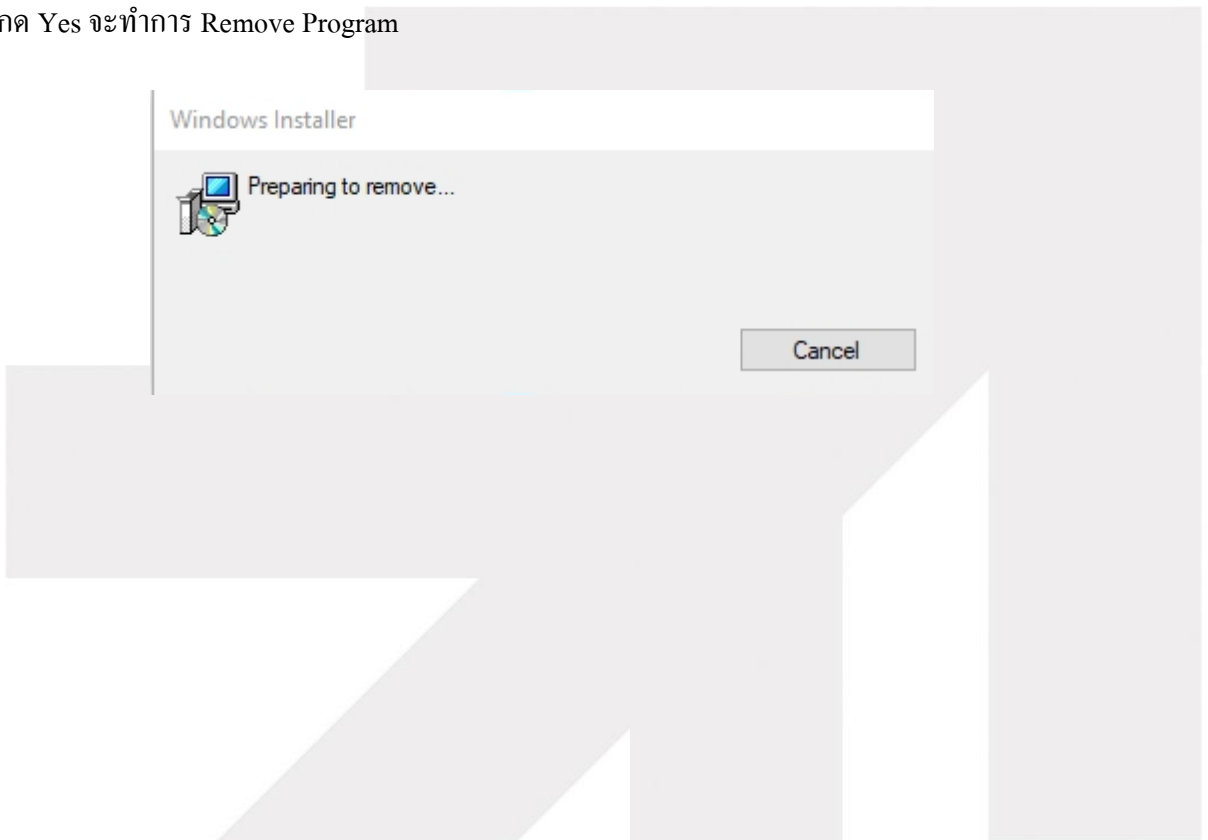 กด Yes จะทำการ Remove Program
Windows Installer
Preparing to remove...
Cancel